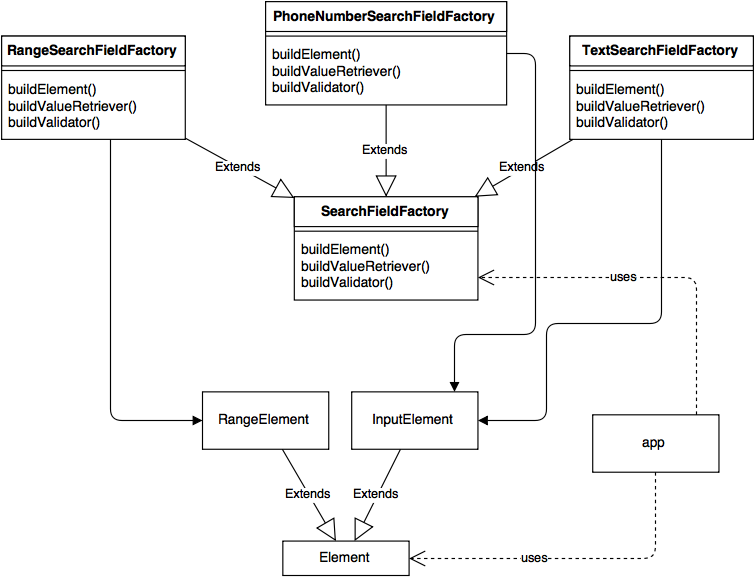 PhoneNumberSearchFieldFactory
buildElement()
buildValueRetriever()
buildValidator()
RangeSearchFieldFactory
buildElement()
buildValueRetriever()
buildValidator()
TextSearchFieldFactory
buildElement()
buildValueRetriever()
buildValidator()
Extends
Extends
Extends
SearchFieldFactory
buildElement()
buildValueRetriever()
buildValidator()
uses
RangeElement
InputElement
app
Extends
Extends
Element
uses